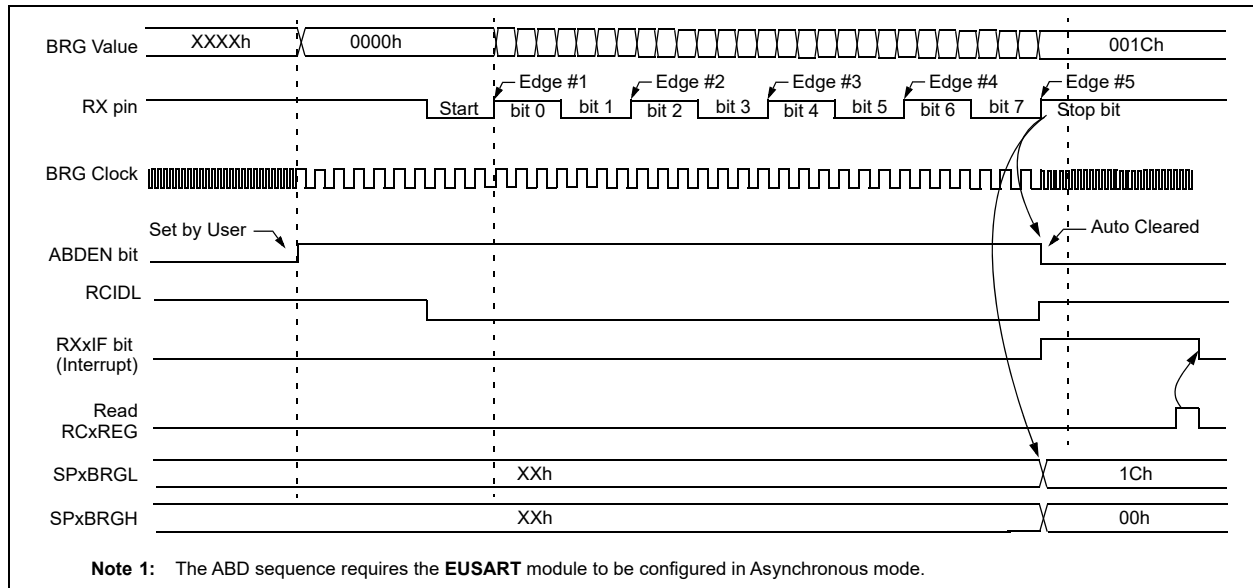 BRG Value XXXXh 0000h 001Ch
Edge #1 Edge #2 Edge #3 Edge #4 Edge #5
RX pin Start bit 0 bit 1 bit 2 bit 3 bit 4 bit 5 bit 6 bit 7 Stop bit
BRG Clock
Set by User Auto Cleared
ABDEN bit
RCIDL
RXxIF bit
(Interrupt)
Read
RCxREG
SPxBRGL XXh 1Ch
SPxBRGH XXh 00h
Note 1: The ABD sequence requires the EUSART module to be configured in Asynchronous mode.